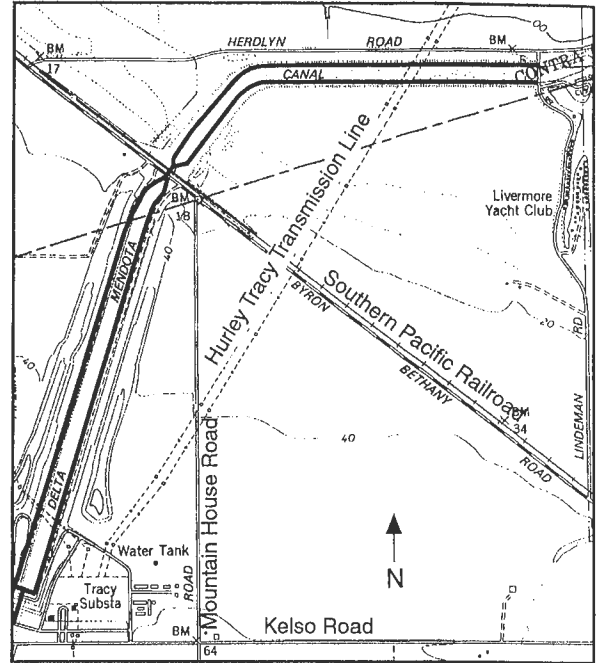 HERDLYN ROAD
BM
17
BM
5
CONTRA
CANAL
Livermore
Yacht Club
BM
18
40
MENDOTA
Hurley Tracy Transmission Line
BYRON
Southern Pacific Railroad
20
RD
40
BETHANY
BM
34
LINDEMAN
ROAD
40
DELTA
Mountain House Road
Water Tank
ROAD
N
Tracy
Substa
BM
64
Kelso Road